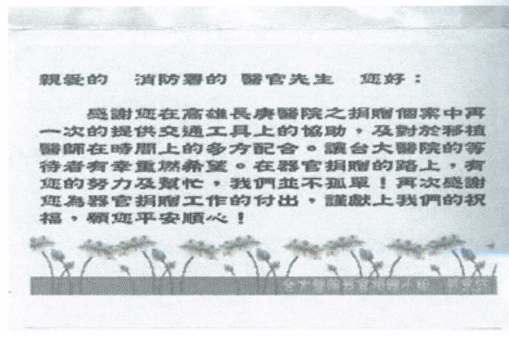 親愛的 消防署的 醫官先生 您好：
感謝您在高雄長庚醫院之捐贈個案中再
一次的提供交通工具上的協助，及對於移植
醫師在時間上的多方配合。讓台大醫院的等
待者有幸重燃希望。在器官捐贈的路上，有
您的努力及幫忙，我們並不孤單！再次感謝
您為器官捐贈工作的付出，謹獻上我們的祝
福，願您平安順心！
台大醫院器官捐贈小組